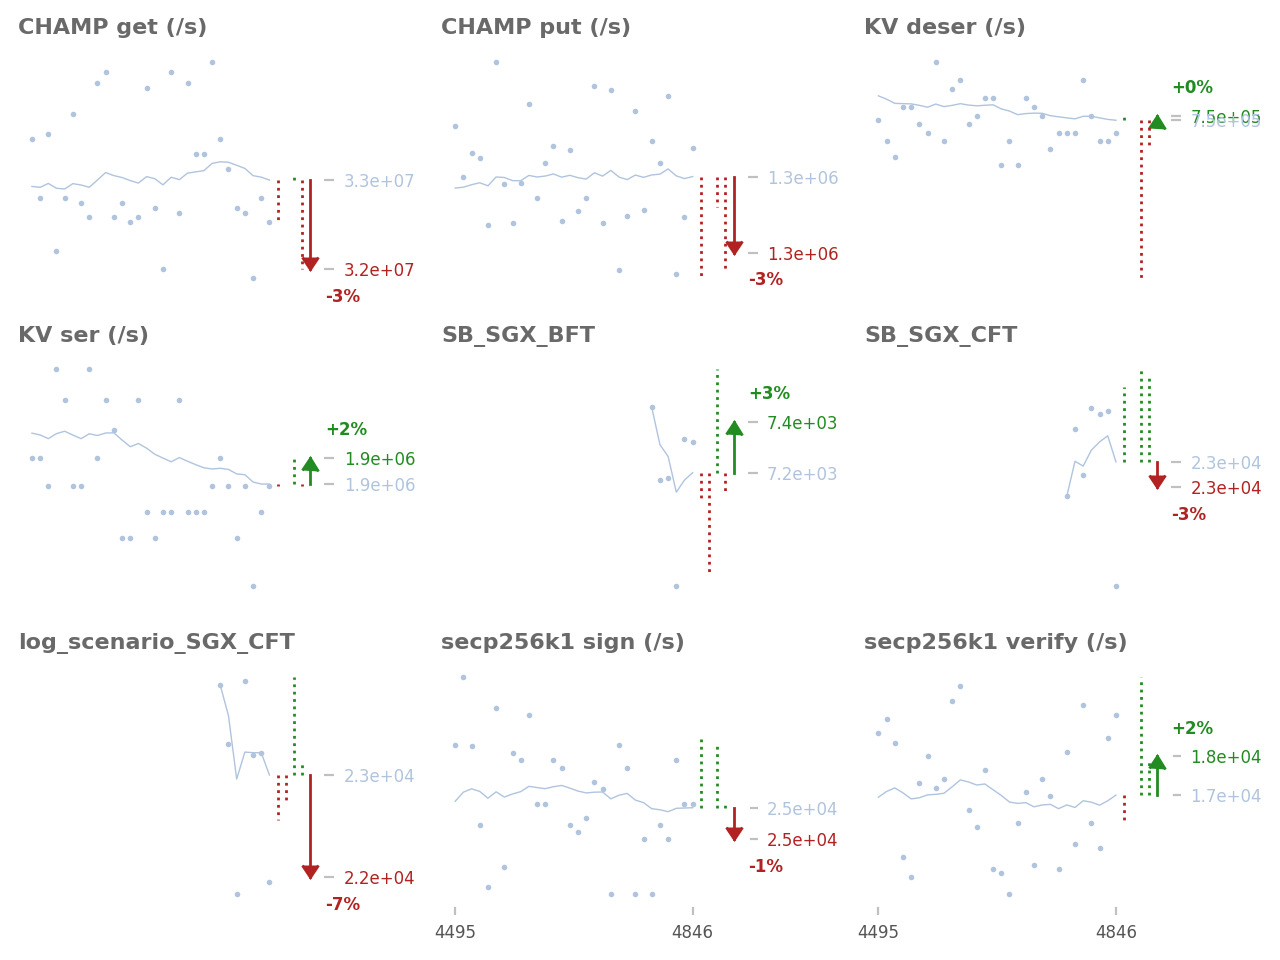 CHAMP get (/s)
3.3e+07
3.2e+07
-3%
CHAMP put (/s)
1.3e+06
1.3e+06
-3%
KV deser (/s)
+0%
7.5e+05
7.5e+05
KV ser (/s)
+2%
1.9e+06
1.9e+06
SB_SGX_BFT
+3%
7.4e+03
7.2e+03
SB_SGX_CFT
2.3e+04
2.3e+04
-3%
log_scenario_SGX_CFT
2.3e+04
2.2e+04
-7%
secp256k1 sign (/s)
2.5e+04
2.5e+04
-1%
4495
4846
secp256k1 verify (/s)
+2%
1.8e+04
1.7e+04
4495
4846